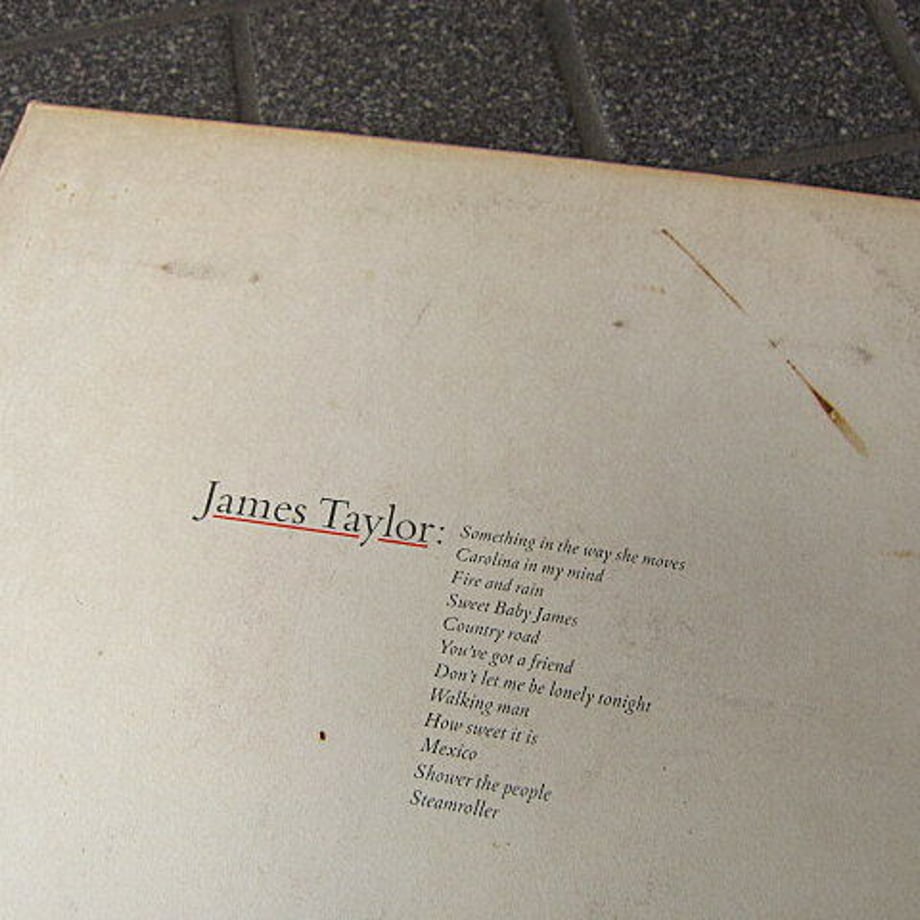 James Taylor:
Something in the way she moves
Carolina in my mind
Fire and rain
Sweet Baby James
Country road
You've got a friend
Don't let me be lonely tonight
Walking man
How sweet it is
Mexico
Shower the people
Steamroller